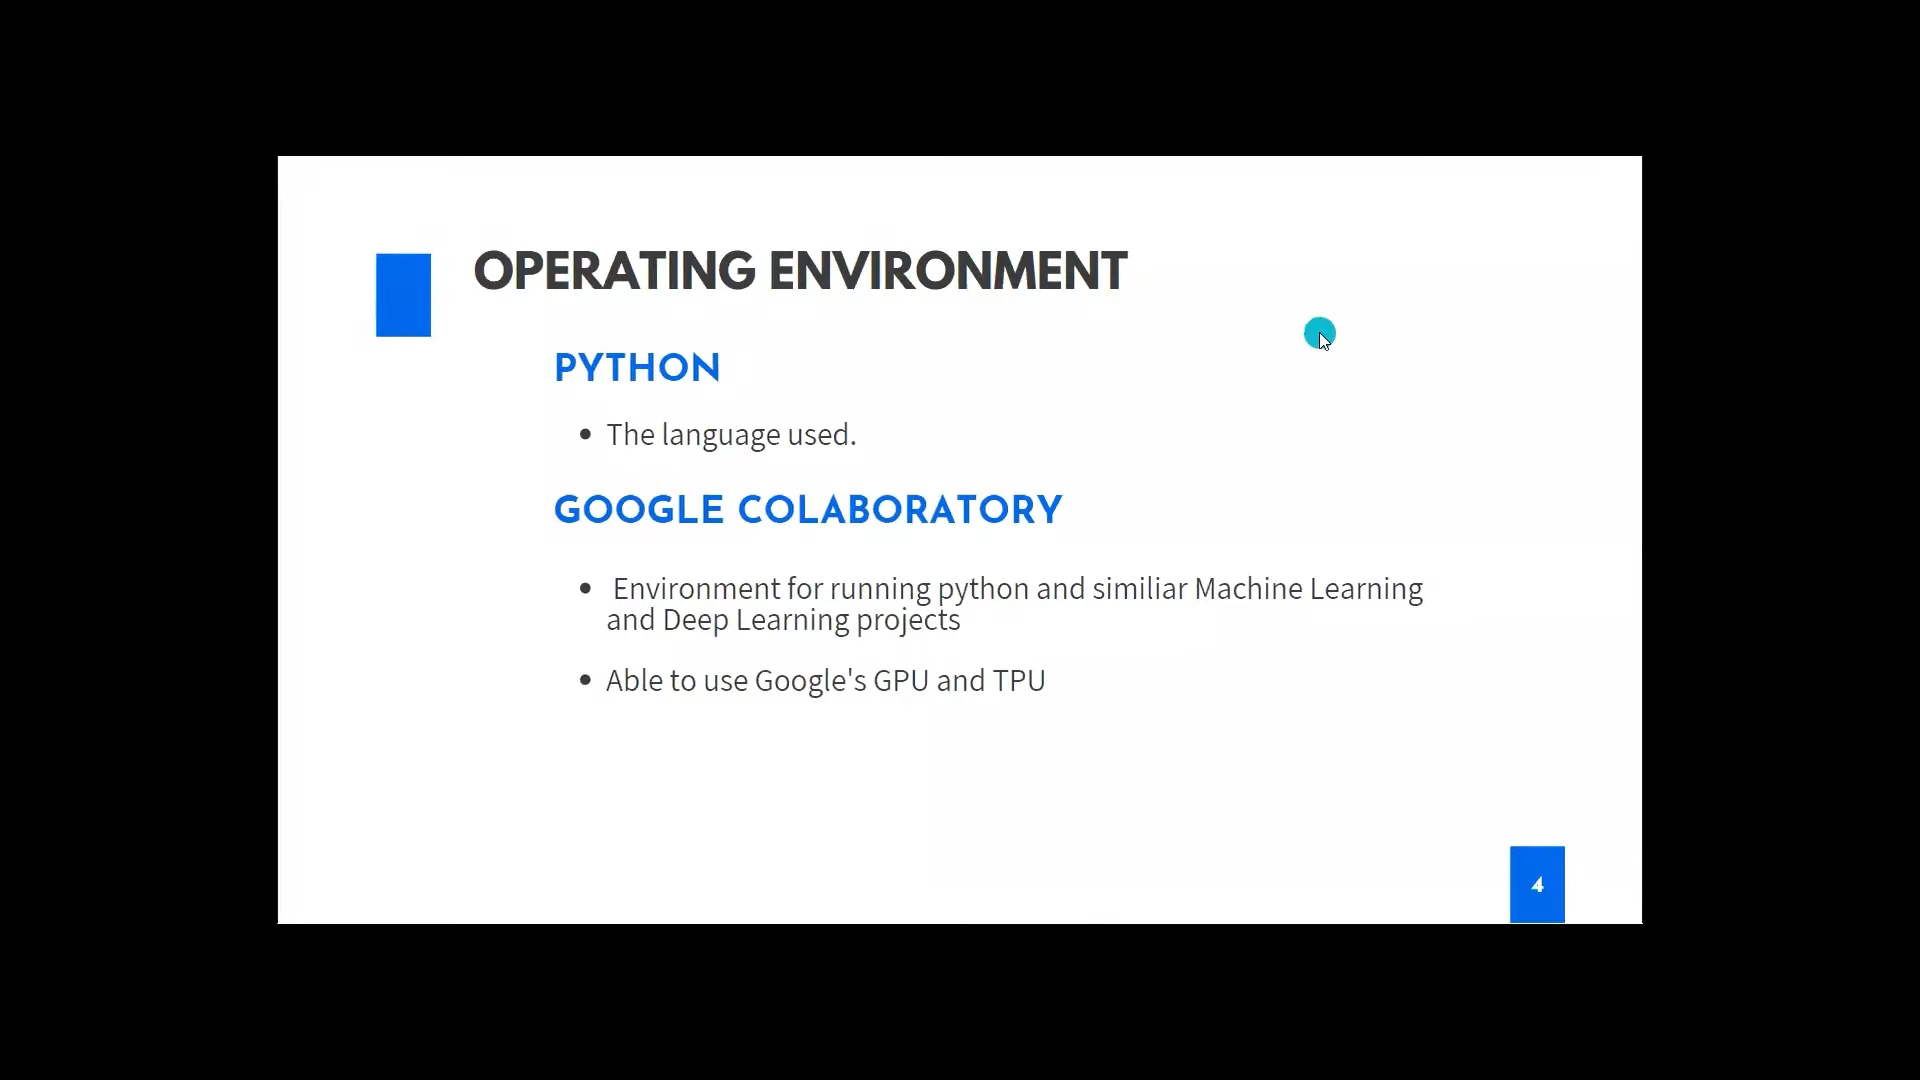 OPERATING ENVIRONMENT
PYTHON
• The language used.
GOOGLE COLABORATORY
• Environment for running python and similiar Machine Learning
and Deep Learning projects
• Able to use Google's GPU and TPU
4